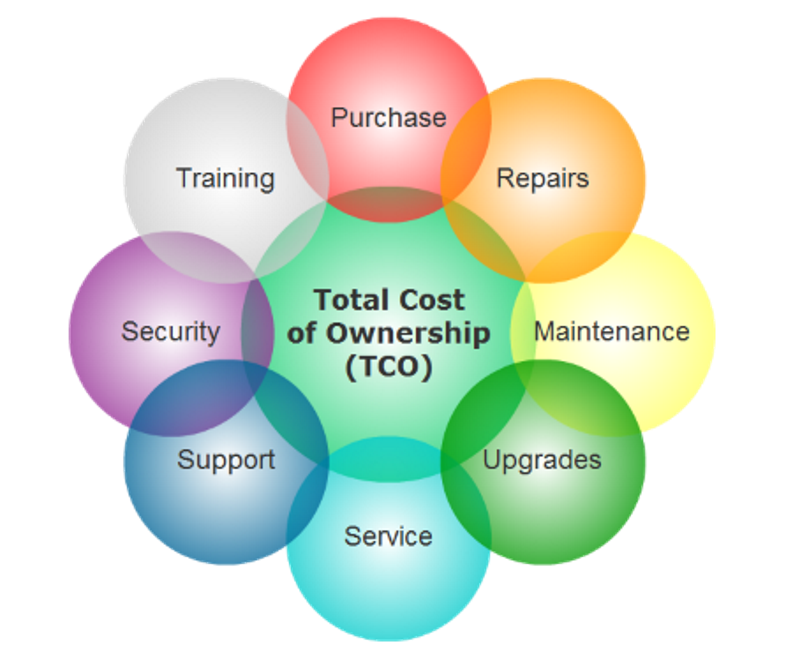 Purchase
Training
Repairs
Total Cost
of Ownership
(TCO)
Security
Maintenance
Support
Upgrades
Service